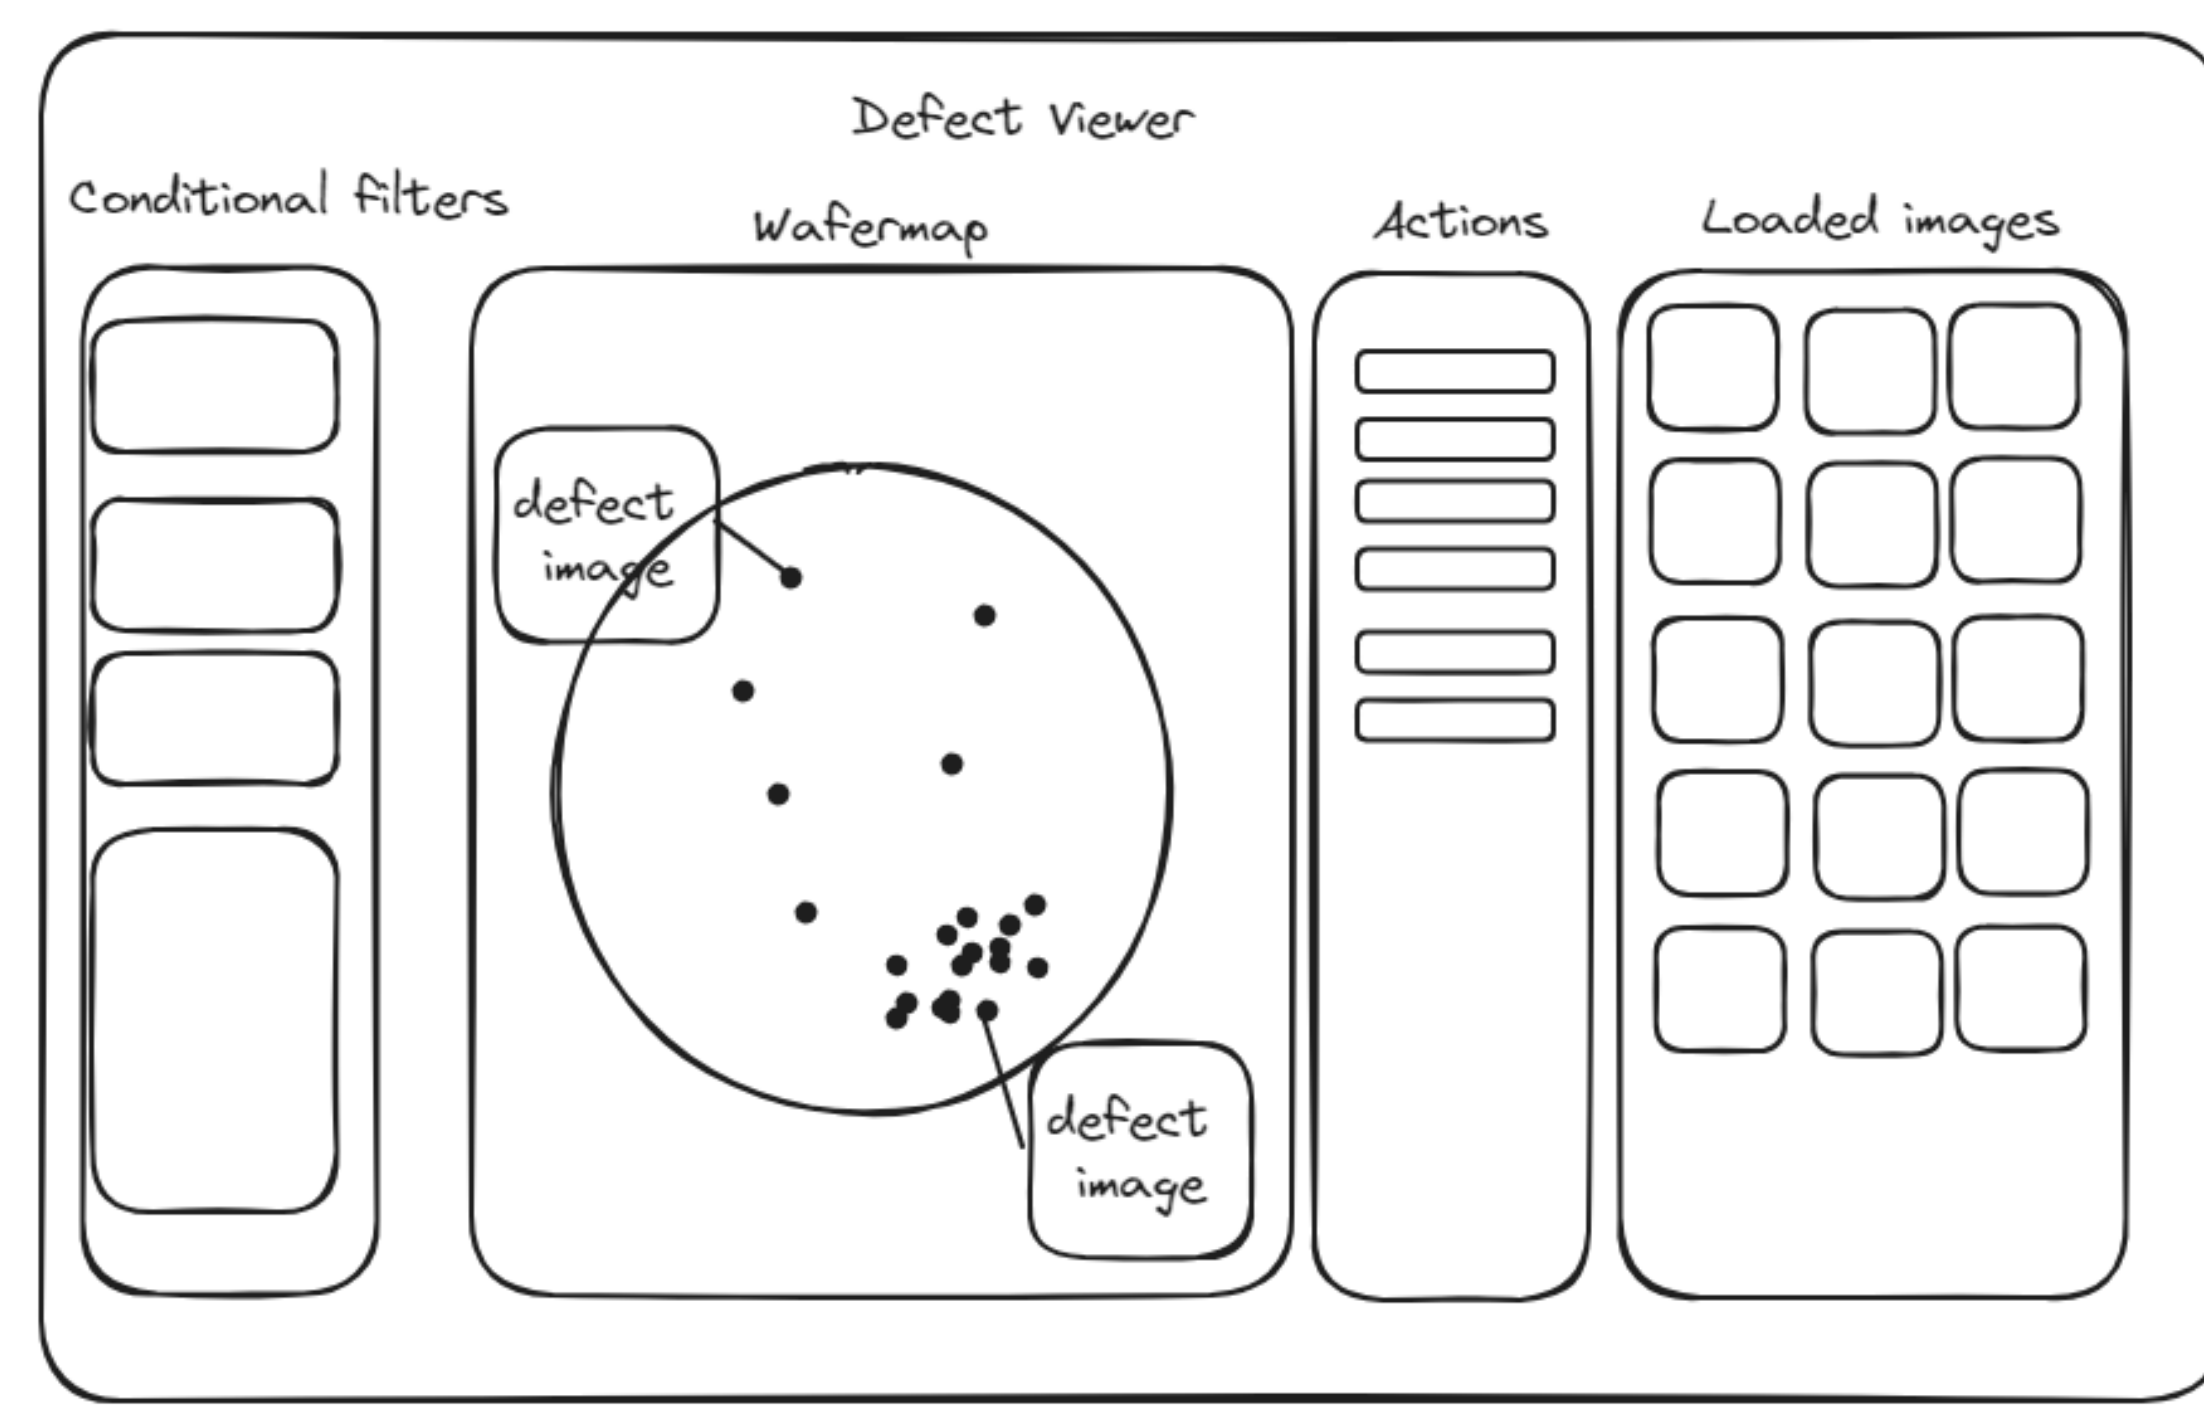 Defect Viewer
Conditional filters
Wafermap
Actions
Loaded images
defect
image
defect
image